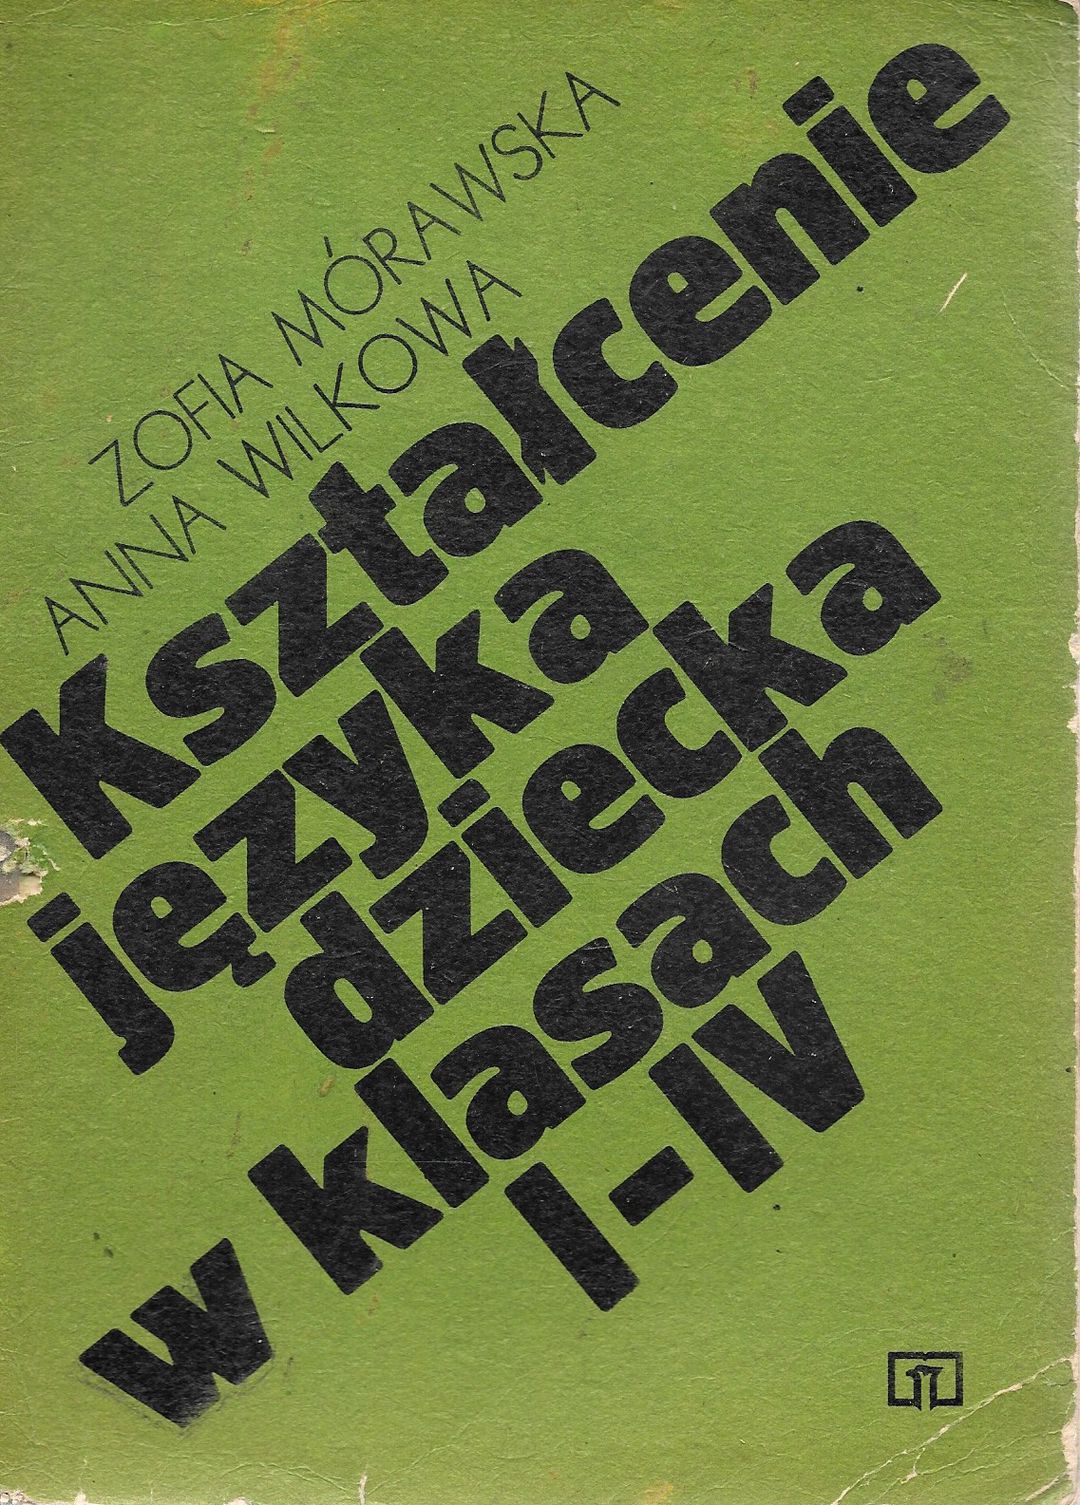 ZOFIA MÓRAWSKA
ANNA WILKOWA
Kształcenie
języka
dziecka
w klasach
I-IV